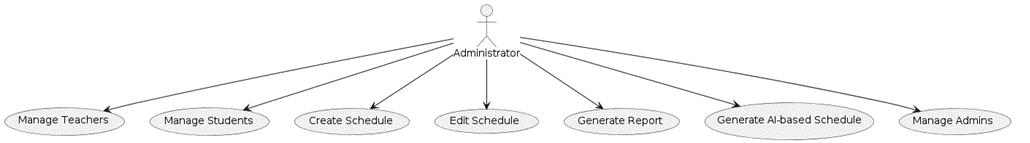 Administrator
Manage Teachers
Manage Students
Create Schedule
Edit Schedule
Generate Report
Generate AI-based Schedule
Manage Admins